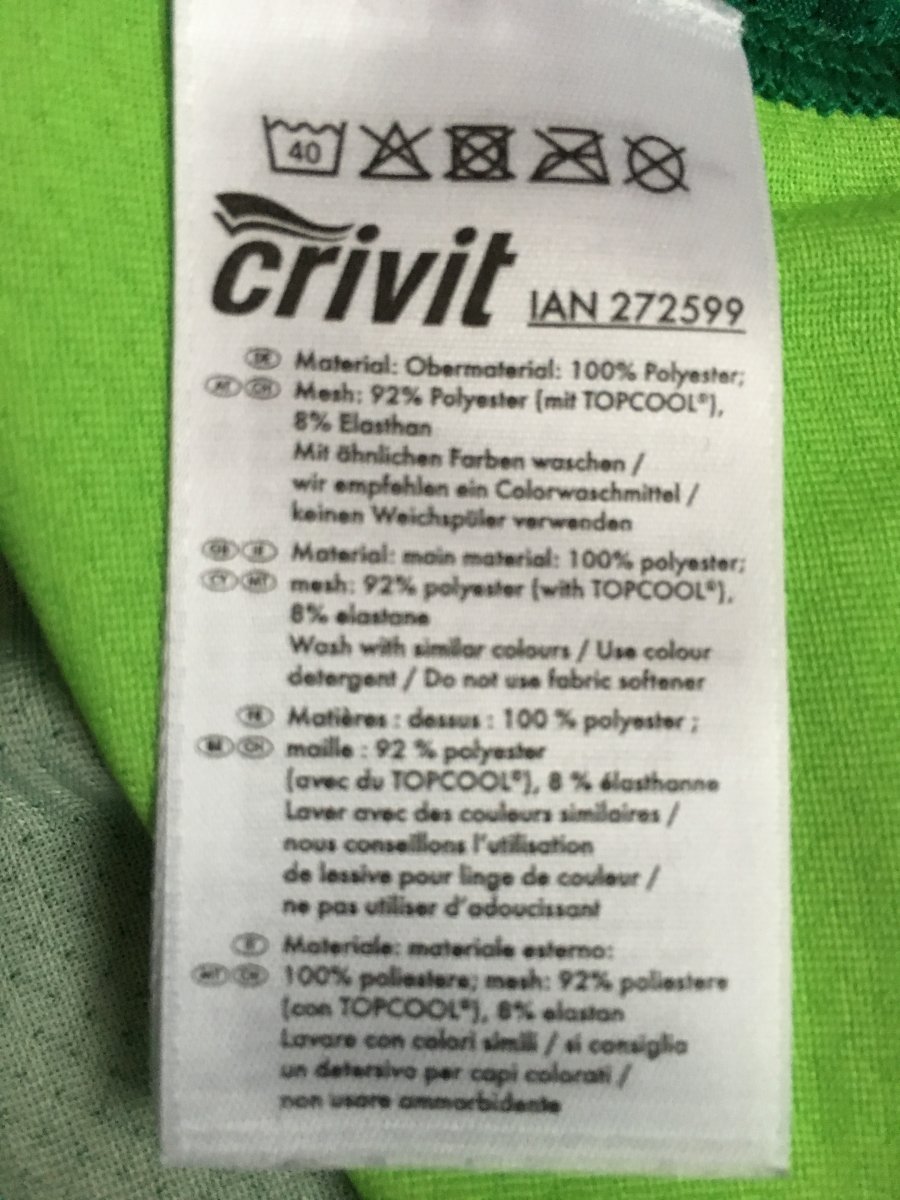 40
crivit IAN 272599
DE Material: Obermaterial: 100% Polyester;
AT CH Mesh: 92% Polyester (mit TOPCOOL®),
8% Elasthan
Mit ähnlichen Farben waschen /
wir empfehlen ein Colorwaschmittel /
keinen Weichspüler verwenden
GB IE Material: main material: 100% polyester;
CY MT mesh: 92% polyester (with TOPCOOL®),
8% elastane
Wash with similar colours / Use colour
detergent / Do not use fabric softener
FR Matières : dessus : 100 % polyester ;
BE CH maille : 92 % polyester
(avec du TOPCOOL®), 8 % élasthanne
Laver avec des couleurs similaires /
nous conseillons l'utilisation
de lessive pour linge de couleur /
ne pas utiliser d'adoucissant
IT Materiale: materiale esterno:
MT CH 100% poliestere; mesh: 92% poliestere
(con TOPCOOL®), 8% elastan
Lavare con colori simili / si consiglia
un detersivo per capi colorati /
non usare ammorbidente